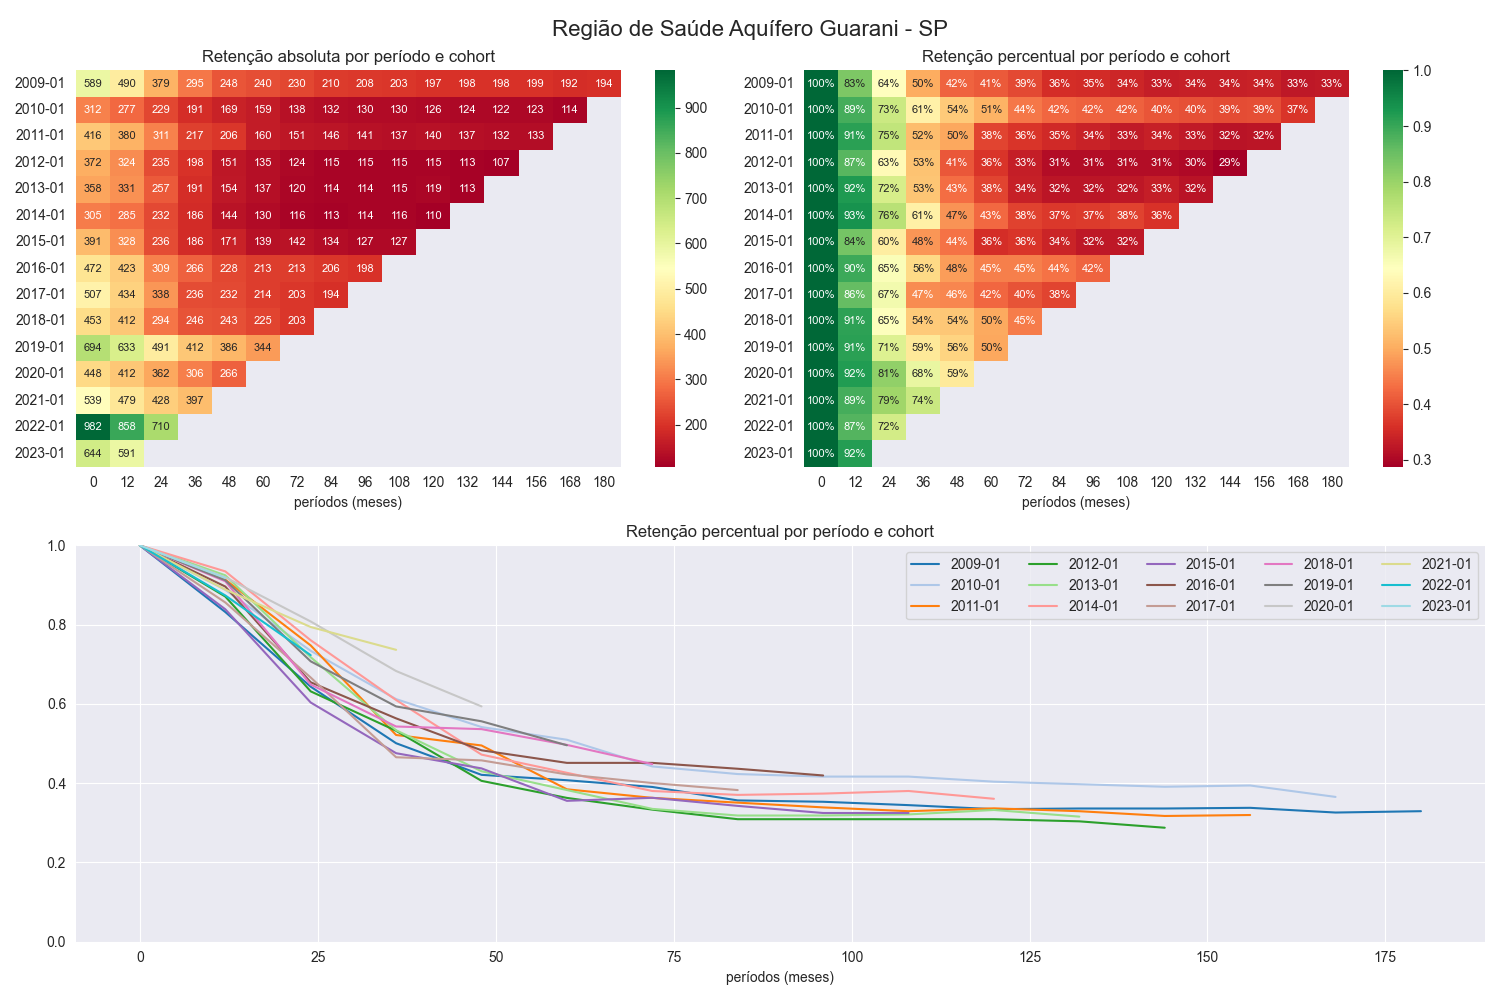 Região de Saúde Aquífero Guarani - SP
Retenção absoluta por período e cohort
2009-01 589 490 379 295 248 240 230 210 208 203 197 198 198 199 192 194
2010-01 312 277 229 191 169 159 138 132 130 130 126 124 122 123 114
2011-01 416 380 311 217 206 160 151 146 141 137 140 137 132 133
2012-01 372 324 235 198 151 135 124 115 115 115 115 113 107
2013-01 358 331 257 191 154 137 120 114 114 115 119 113
2014-01 305 285 232 186 144 130 116 113 114 116 110
2015-01 391 328 236 186 171 139 142 134 127 127
2016-01 472 423 309 266 228 213 213 206 198
2017-01 507 434 338 236 232 214 203 194
2018-01 453 412 294 246 243 225 203
2019-01 694 633 491 412 386 344
2020-01 448 412 362 306 266
2021-01 539 479 428 397
2022-01 982 858 710
2023-01 644 591
0 12 24 36 48 60 72 84 96 108 120 132 144 156 168 180
períodos (meses)
900
800
700
600
500
400
300
200
Retenção percentual por período e cohort
2009-01 100% 83% 64% 50% 42% 41% 39% 36% 35% 34% 33% 34% 34% 34% 33% 33%
2010-01 100% 89% 73% 61% 54% 51% 44% 42% 42% 42% 40% 40% 39% 39% 37%
2011-01 100% 91% 75% 52% 50% 38% 36% 35% 34% 33% 34% 33% 32% 32%
2012-01 100% 87% 63% 53% 41% 36% 33% 31% 31% 31% 31% 30% 29%
2013-01 100% 92% 72% 53% 43% 38% 34% 32% 32% 32% 33% 32%
2014-01 100% 93% 76% 61% 47% 43% 38% 37% 37% 38% 36%
2015-01 100% 84% 60% 48% 44% 36% 36% 34% 32% 32%
2016-01 100% 90% 65% 56% 48% 45% 45% 44% 42%
2017-01 100% 86% 67% 47% 46% 42% 40% 38%
2018-01 100% 91% 65% 54% 54% 50% 45%
2019-01 100% 91% 71% 59% 56% 50%
2020-01 100% 92% 81% 68% 59%
2021-01 100% 89% 79% 74%
2022-01 100% 87% 72%
2023-01 100% 92%
0 12 24 36 48 60 72 84 96 108 120 132 144 156 168 180
períodos (meses)
1.0
0.9
0.8
0.7
0.6
0.5
0.4
0.3
Retenção percentual por período e cohort
1.0
0.8
0.6
0.4
0.2
0.0
2009-01 2012-01 2015-01 2018-01 2021-01
2010-01 2013-01 2016-01 2019-01 2022-01
2011-01 2014-01 2017-01 2020-01 2023-01
0 25 50 75 100 125 150 175
períodos (meses)